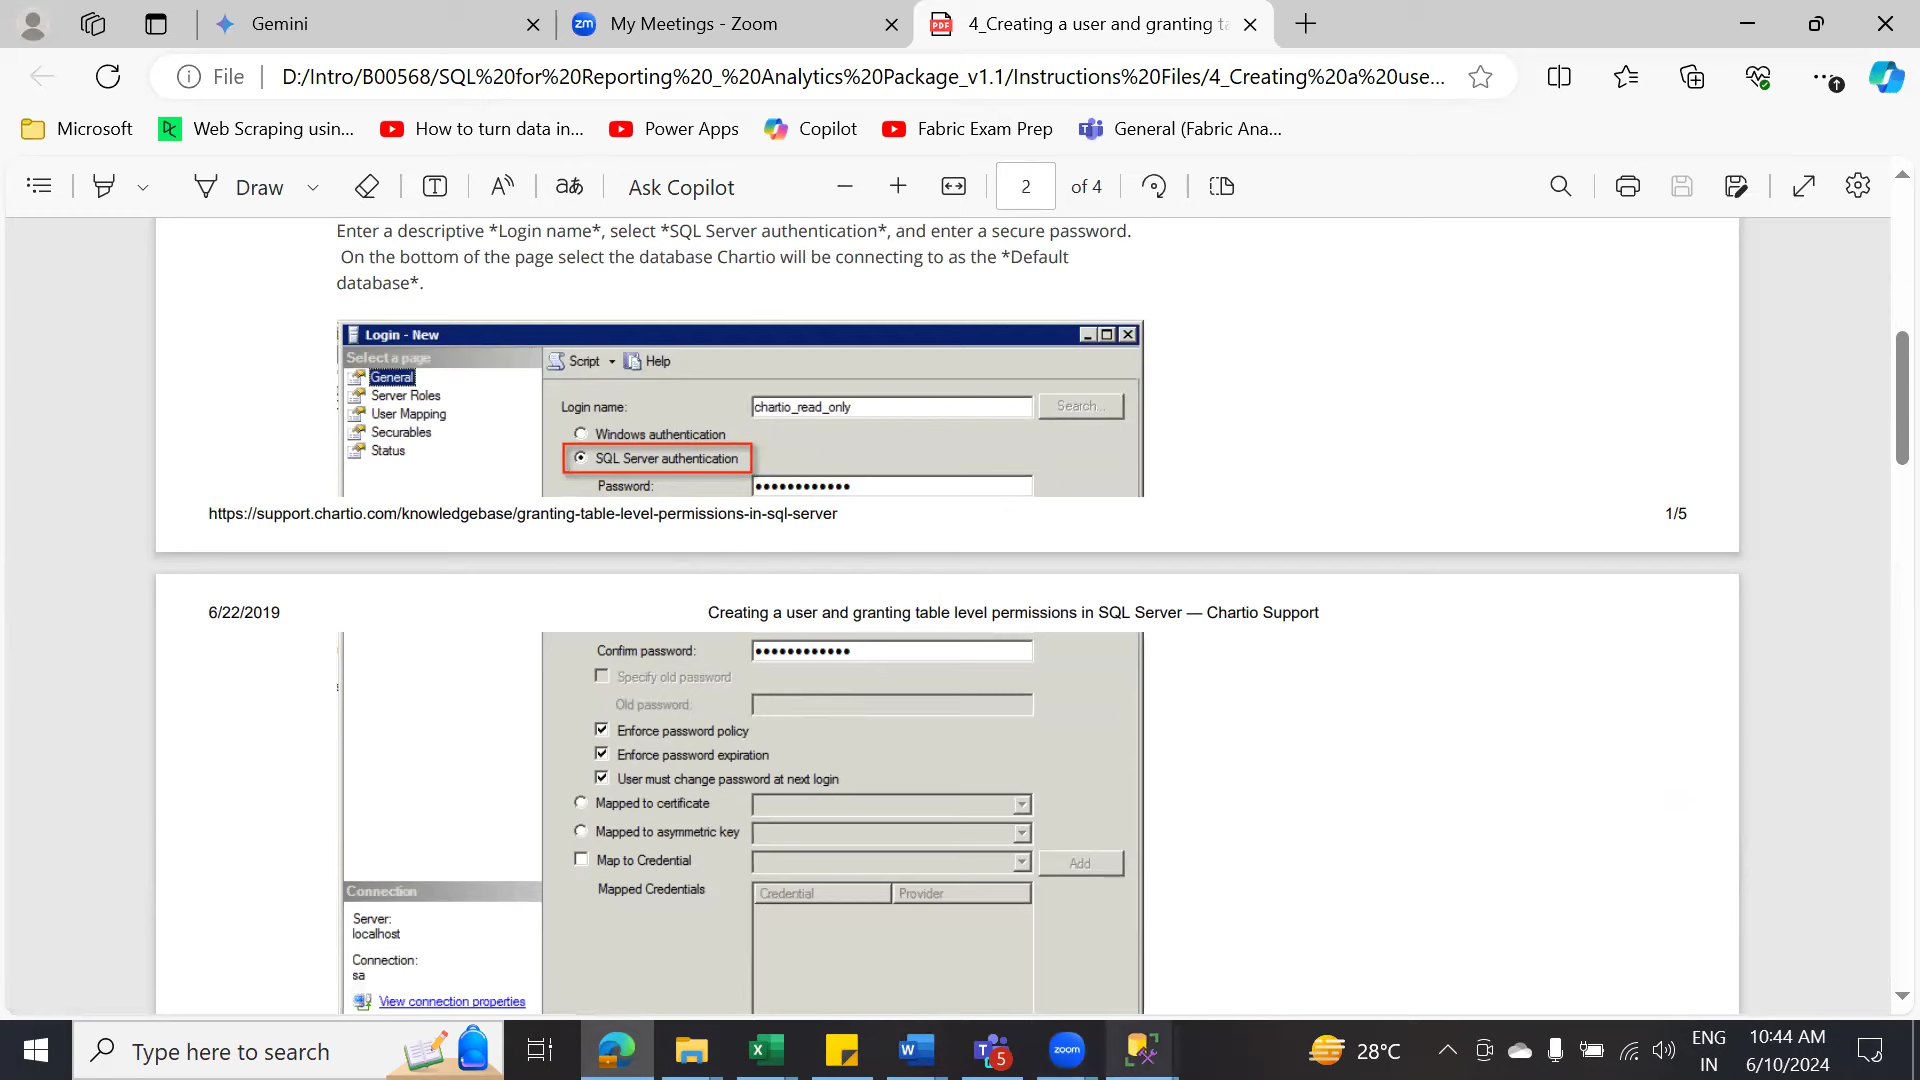 Gemini
My Meetings - Zoom
4_Creating a user and granting ta
File
D:/Intro/B00568/SQL%20for%20Reporting%20_%20Analytics%20Package_v1.1/Instructions%20Files/4_Creating%20a%20use...
Microsoft
Web Scraping usin...
How to turn data in...
Power Apps
Copilot
Fabric Exam Prep
General (Fabric Ana...
Draw
Ask Copilot
2
of 4
Enter a descriptive *Login name*, select *SQL Server authentication*, and enter a secure password.
On the bottom of the page select the database Chartio will be connecting to as the *Default
database*.
Login - New
Select a page
General
Server Roles
User Mapping
Securables
Status
Script
Help
Login name:
chartio_read_only
Search...
Windows authentication
SQL Server authentication
Password:
••••••••••••
https://support.chartio.com/knowledgebase/granting-table-level-permissions-in-sql-server
1/5
6/22/2019
Creating a user and granting table level permissions in SQL Server — Chartio Support
Confirm password:
••••••••••••
Specify old password
Old password:
Enforce password policy
Enforce password expiration
User must change password at next login
Mapped to certificate
Mapped to asymmetric key
Map to Credential
Add
Mapped Credentials
Credential
Provider
Connection
Server:
localhost
Connection:
sa
View connection properties
Type here to search
5
zoom
28°C
ENG
IN
10:44 AM
6/10/2024